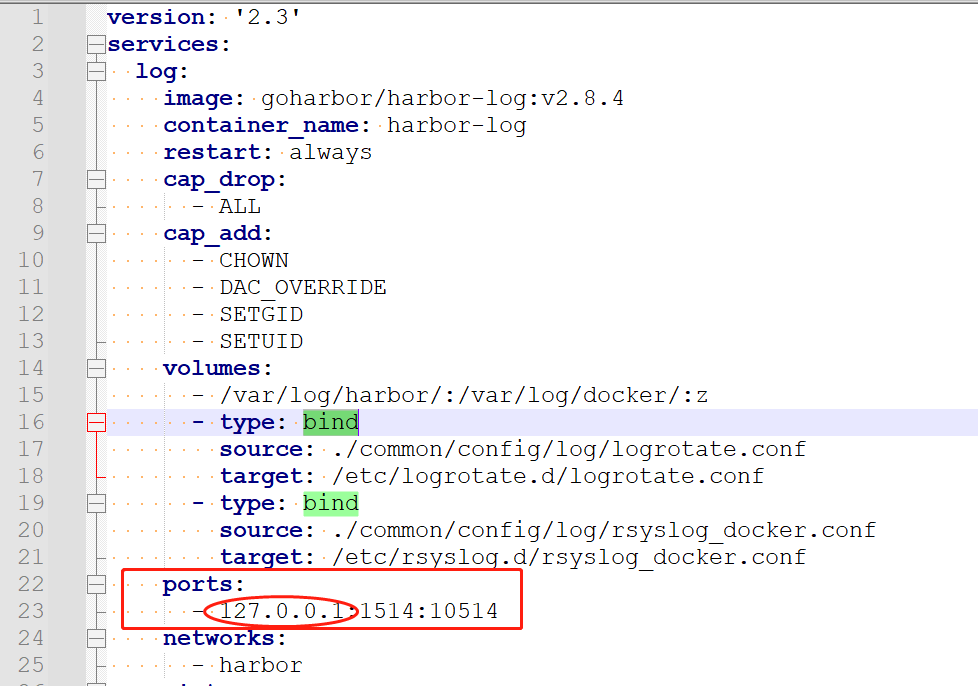 1 version: '2.3'
2 services:
3 log:
4 image: goharbor/harbor-log:v2.8.4
5 container_name: harbor-log
6 restart: always
7 cap_drop:
8 - ALL
9 cap_add:
10 - CHOWN
11 - DAC_OVERRIDE
12 - SETGID
13 - SETUID
14 volumes:
15 - /var/log/harbor/:/var/log/docker/:z
16 - type: bind
17 source: ./common/config/log/logrotate.conf
18 target: /etc/logrotate.d/logrotate.conf
19 - type: bind
20 source: ./common/config/log/rsyslog_docker.conf
21 target: /etc/rsyslog.d/rsyslog_docker.conf
22 ports:
23 - 127.0.0.1:1514:10514
24 networks:
25 - harbor